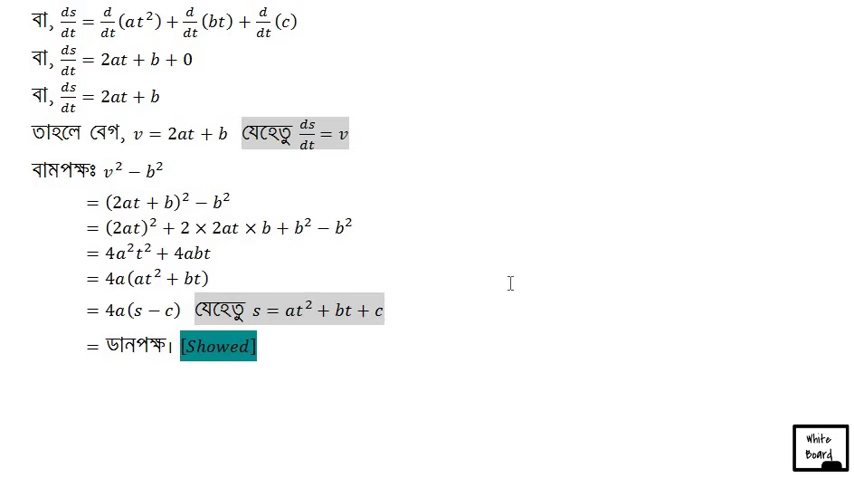 বা, ds/dt = d/dt(at²) + d/dt(bt) + d/dt(c)
বা, ds/dt = 2at + b + 0
বা, ds/dt = 2at + b
তাহলে বেগ, v = 2at + b যেহেতু ds/dt = v
বামপক্ষঃ v² − b²
= (2at + b)² − b²
= (2at)² + 2 × 2at × b + b² − b²
= 4a²t² + 4abt
= 4a(at² + bt)
= 4a(s − c) যেহেতু s = at² + bt + c
= ডানপক্ষ। [Showed]
White
Board